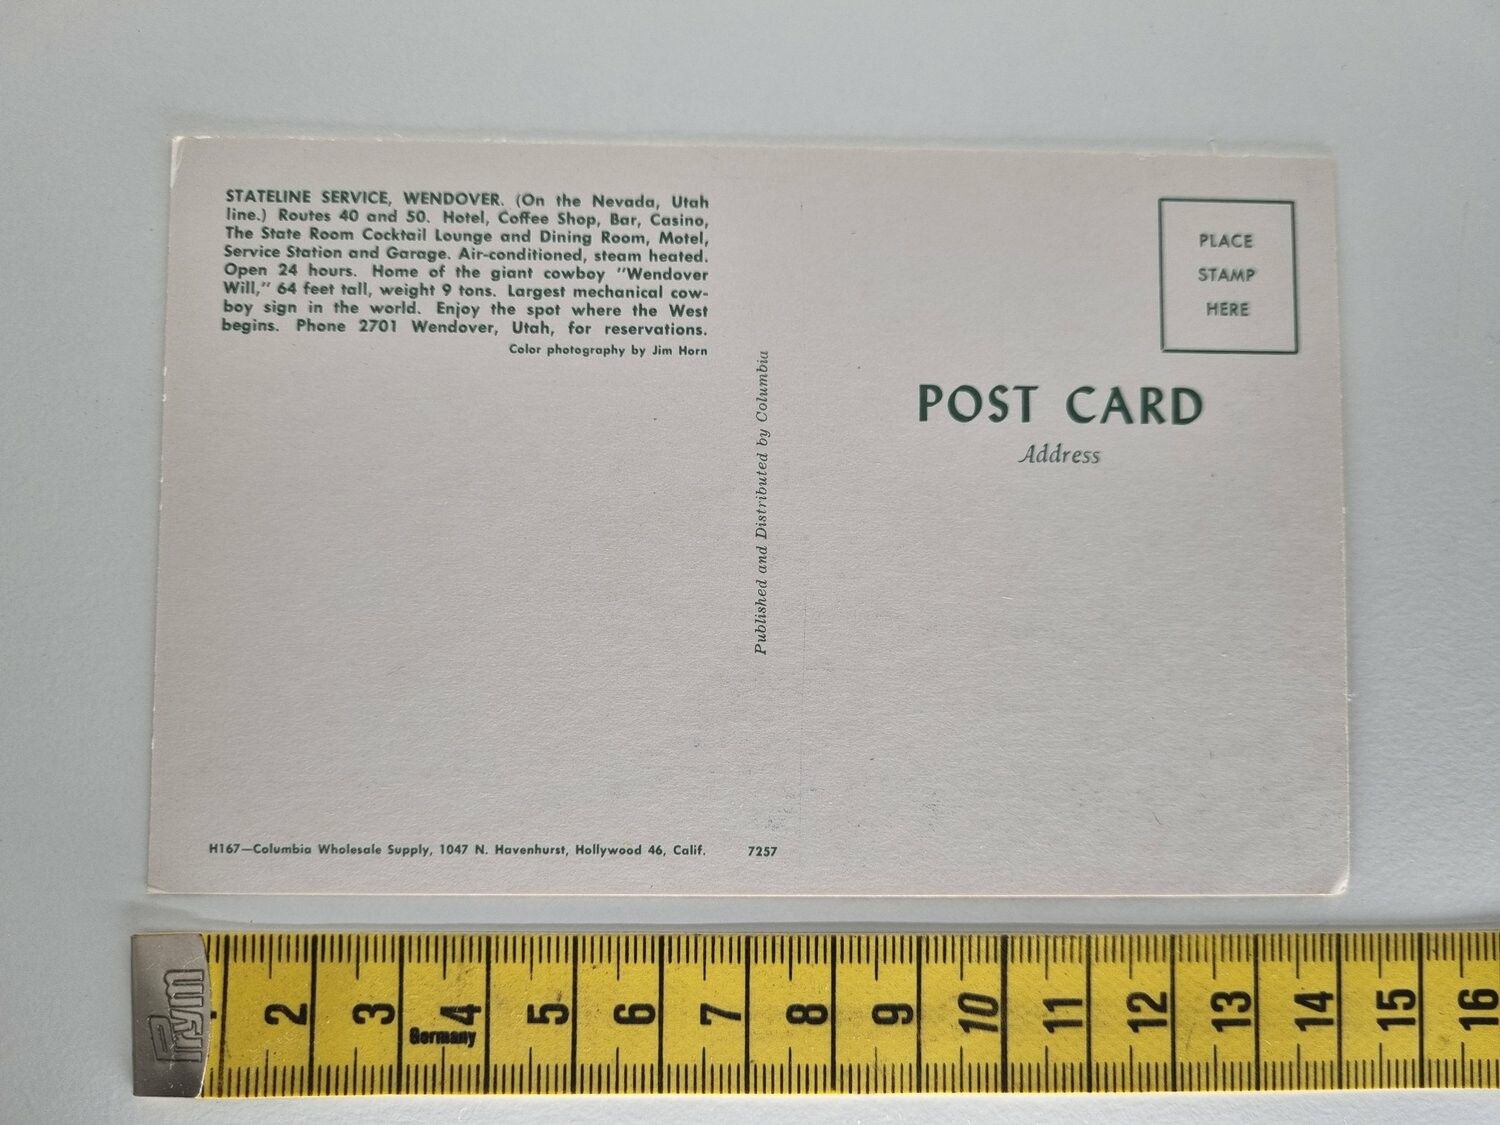 STATELINE SERVICE, WENDOVER. (On the Nevada, Utah
line.) Routes 40 and 50. Hotel, Coffee Shop, Bar, Casino,
The State Room Cocktail Lounge and Dining Room, Motel,
Service Station and Garage. Air-conditioned, steam heated.
Open 24 hours. Home of the giant cowboy "Wendover
Will," 64 feet tall, weight 9 tons. Largest mechanical cow-
boy sign in the world. Enjoy the spot where the West
begins. Phone 2701 Wendover, Utah, for reservations.
Color photography by Jim Horn
Published and Distributed by Columbia
PLACE
STAMP
HERE
POST CARD
Address
H167—Columbia Wholesale Supply, 1047 N. Havenhurst, Hollywood 46, Calif. 7257
Prym
2 3 4 5 6 7 8 9 10 11 12 13 14 15 16
Germany